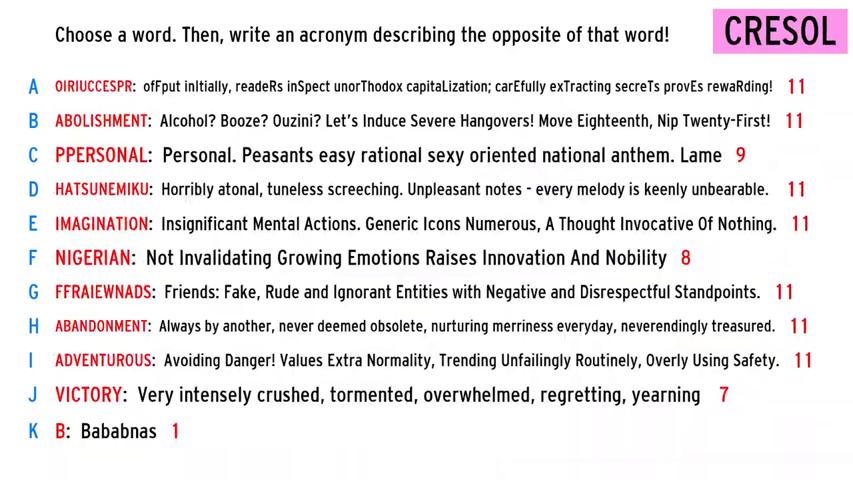 Choose a word. Then, write an acronym describing the opposite of that word!
CRESOL
A OIRIUCCESPR: ofFput inItially, readeRs inSpect unorThodox capitaLization; carEfully exTracting secreTs provEs rewaRding! 11
B ABOLISHMENT: Alcohol? Booze? Ouzini? Let's Induce Severe Hangovers! Move Eighteenth, Nip Twenty-First! 11
C PPERSONAL: Personal. Peasants easy rational sexy oriented national anthem. Lame 9
D HATSUNEMIKU: Horribly atonal, tuneless screeching. Unpleasant notes - every melody is keenly unbearable. 11
E IMAGINATION: Insignificant Mental Actions. Generic Icons Numerous, A Thought Invocative Of Nothing. 11
F NIGERIAN: Not Invalidating Growing Emotions Raises Innovation And Nobility 8
G FFRAIEWNADS: Friends: Fake, Rude and Ignorant Entities with Negative and Disrespectful Standpoints. 11
H ABANDONMENT: Always by another, never deemed obsolete, nurturing merriness everyday, neverendingly treasured. 11
I ADVENTUROUS: Avoiding Danger! Values Extra Normality, Trending Unfailingly Routinely, Overly Using Safety. 11
J VICTORY: Very intensely crushed, tormented, overwhelmed, regretting, yearning 7
K B: Bababnas 1